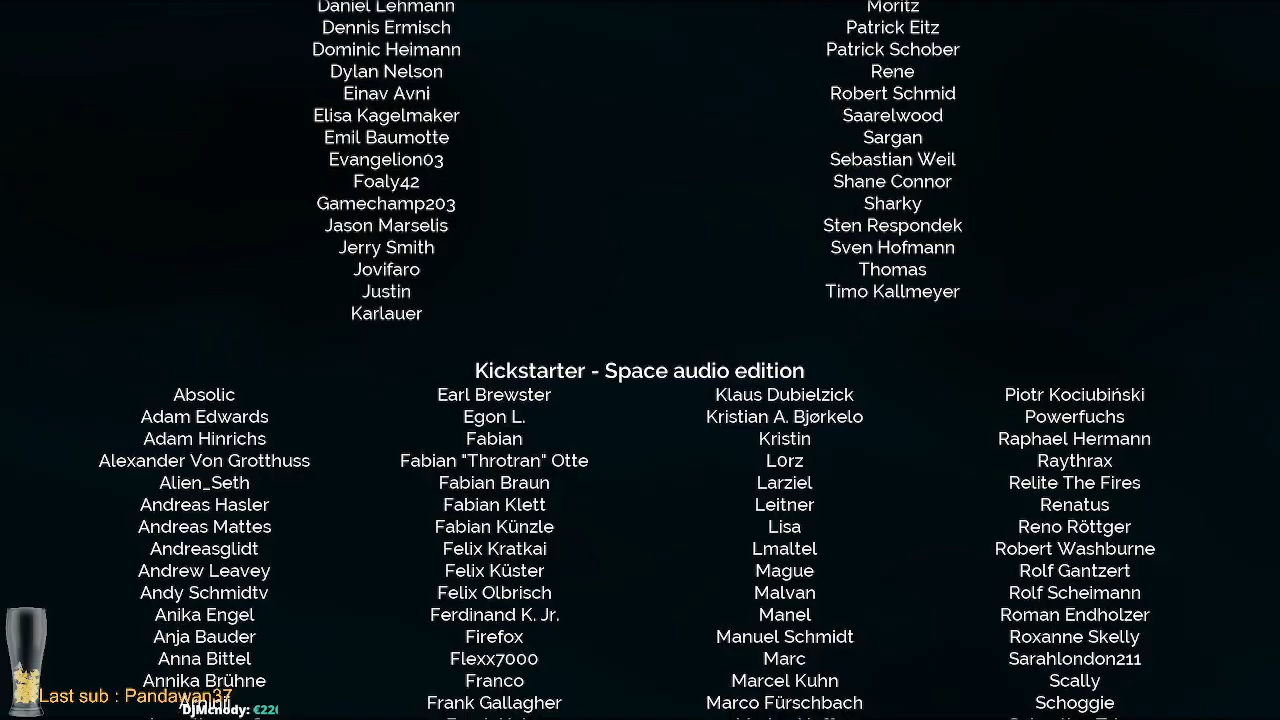 Daniel Lehmann
Dennis Ermisch
Dominic Heimann
Dylan Nelson
Einav Avni
Elisa Kagelmaker
Emil Baumotte
Evangelion03
Foaly42
Gamechamp203
Jason Marselis
Jerry Smith
Jovifaro
Justin
Karlauer
Moritz
Patrick Eitz
Patrick Schober
Rene
Robert Schmid
Saarelwood
Sargan
Sebastian Weil
Shane Connor
Sharky
Sten Respondek
Sven Hofmann
Thomas
Timo Kallmeyer
Kickstarter - Space audio edition
Absolic
Adam Edwards
Adam Hinrichs
Alexander Von Grotthuss
Alien_Seth
Andreas Hasler
Andreas Mattes
Andreasglidt
Andrew Leavey
Andy Schmidtv
Anika Engel
Anja Bauder
Anna Bittel
Annika Brühne
Earl Brewster
Egon L.
Fabian
Fabian "Throtran" Otte
Fabian Braun
Fabian Klett
Fabian Künzle
Felix Kratkai
Felix Küster
Felix Olbrisch
Ferdinand K. Jr.
Firefox
Flexx7000
Franco
Frank Gallagher
Klaus Dubielzick
Kristian A. Bjørkelo
Kristin
L0rz
Larziel
Leitner
Lisa
Lmaltel
Mague
Malvan
Manel
Manuel Schmidt
Marc
Marcel Kuhn
Marco Fürschbach
Piotr Kociubiński
Powerfuchs
Raphael Hermann
Raythrax
Relite The Fires
Renatus
Reno Röttger
Robert Washburne
Rolf Gantzert
Rolf Scheimann
Roman Endholzer
Roxanne Skelly
Sarahlondon211
Scally
Schoggie
Last sub : Pandawan37
DjMchody: €220